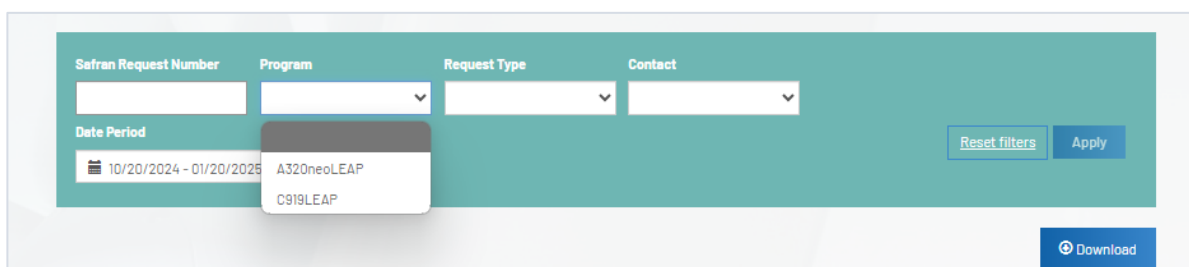 Safran Request Number Program Request Type Contact
Date Period
Reset filters Apply
10/20/2024 - 01/20/2025
A320neoLEAP
C919LEAP
Download